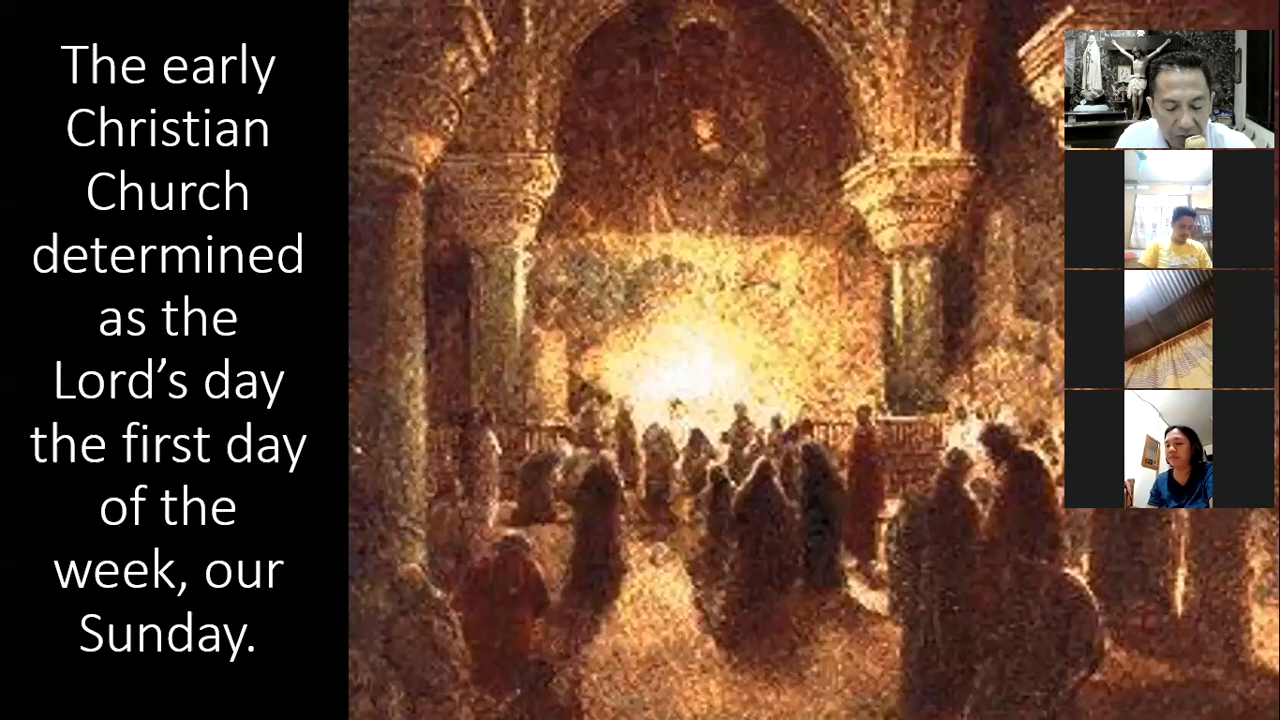 The early
Christian
Church
determined
as the
Lord’s day
the first day
of the
week, our
Sunday.